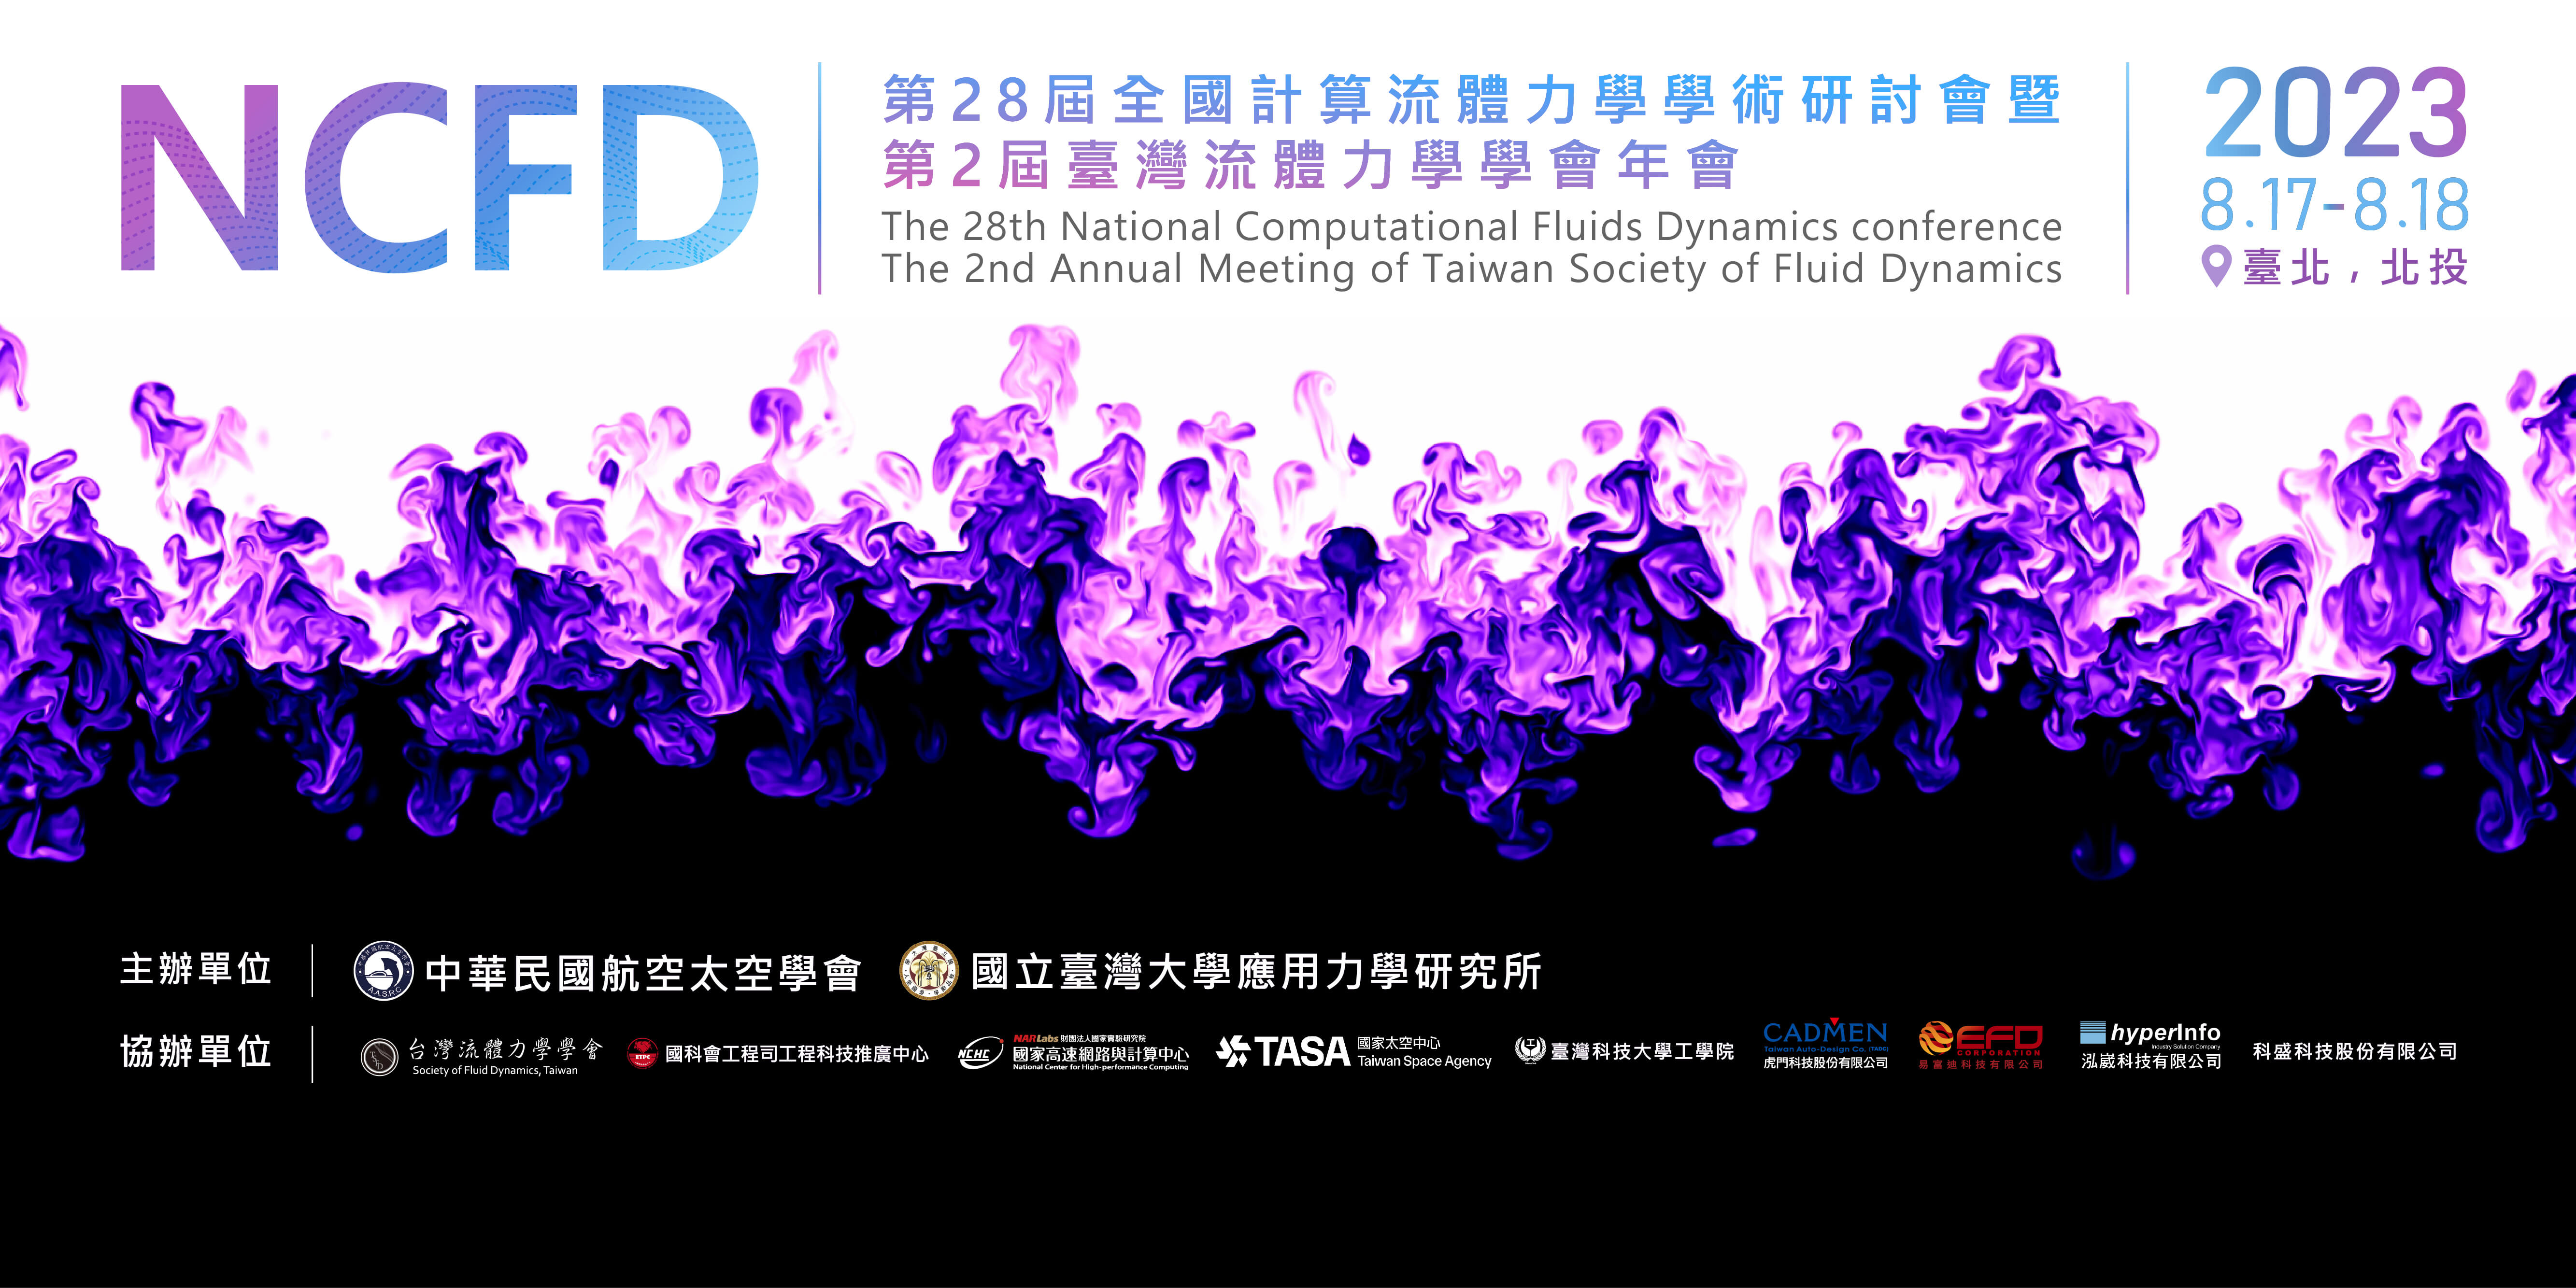 NCFD
第28屆全國計算流體力學學術研討會暨
第2屆臺灣流體力學學會年會
The 28th National Computational Fluids Dynamics conference
The 2nd Annual Meeting of Taiwan Society of Fluid Dynamics
2023
8.17-8.18
臺北，北投
主辦單位
中華民國航空太空學會
國立臺灣大學應用力學研究所
協辦單位
台灣流體力學學會
Society of Fluid Dynamics, Taiwan
國科會工程司工程科技推廣中心
NCHC
NARLabs 財團法人國家實驗研究院
國家高速網路與計算中心
National Center for High-performance Computing
TASA
國家太空中心
Taiwan Space Agency
臺灣科技大學工學院
CADMEN
Taiwan Auto-Design Co. (TADC)
虎門科技股份有限公司
EFD
CORPORATION
易富迪科技有限公司
hyperInfo
Industry Solution Company
泓崴科技有限公司
科盛科技股份有限公司